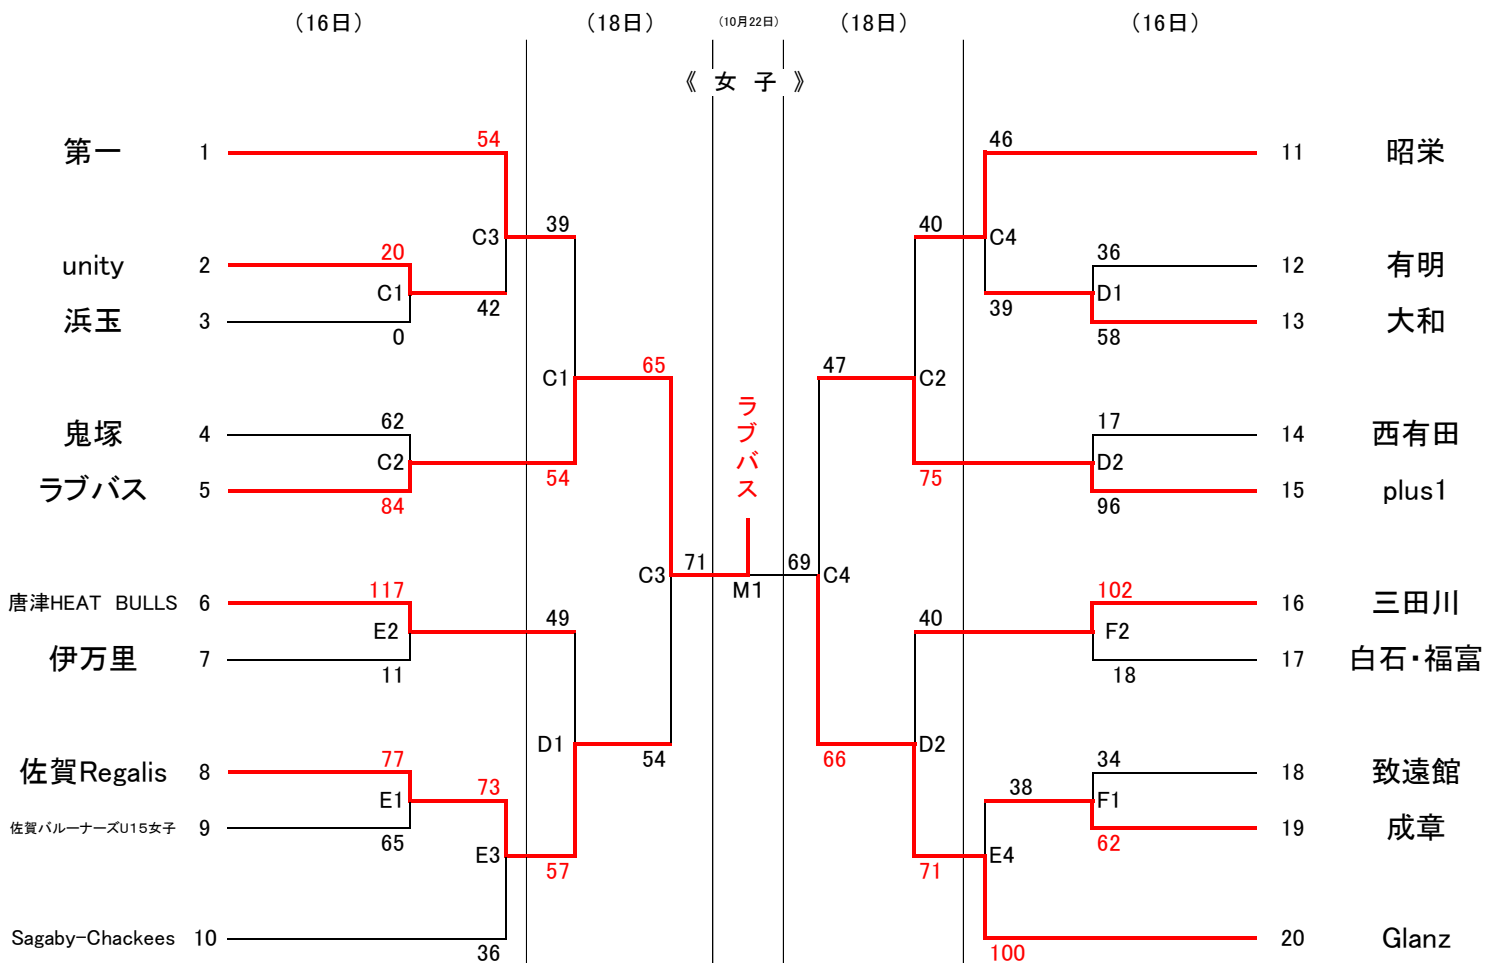 （16日） （18日） （10月22日） （18日） （16日）
《 女 子 》
54 46
第一 1 11 昭栄
39 40
C3 C4
20 36
unity 2 12 有明
C1 D1
42 39
浜玉 3 13 大和
0 58
65 47
C1 C2
ラブバス
62 17
鬼塚 4 14 西有田
C2 D2
54 75
ラブバス 5 15 plus1
84 96
71 69
C3 C4
M1
117 102
唐津HEAT BULLS 6 16 三田川
49 40
E2 F2
伊万里 7 17 白石・福富
11 18
D1 D2
54 66
77 34
佐賀Regalis 8 18 致遠館
73 38
E1 F1
佐賀バルーナーズU15女子 9 19 成章
65 62
E3 E4
57 71
Sagaby-Chackees 10 20 Glanz
36 100